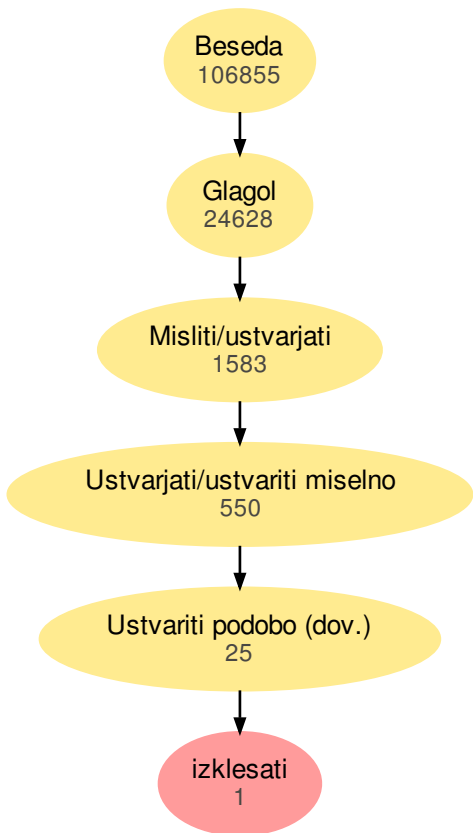 Beseda
106855
Glagol
24628
Misliti/ustvarjati
1583
Ustvarjati/ustvariti miselno
550
Ustvariti podobo (dov.)
25
izklesati
1